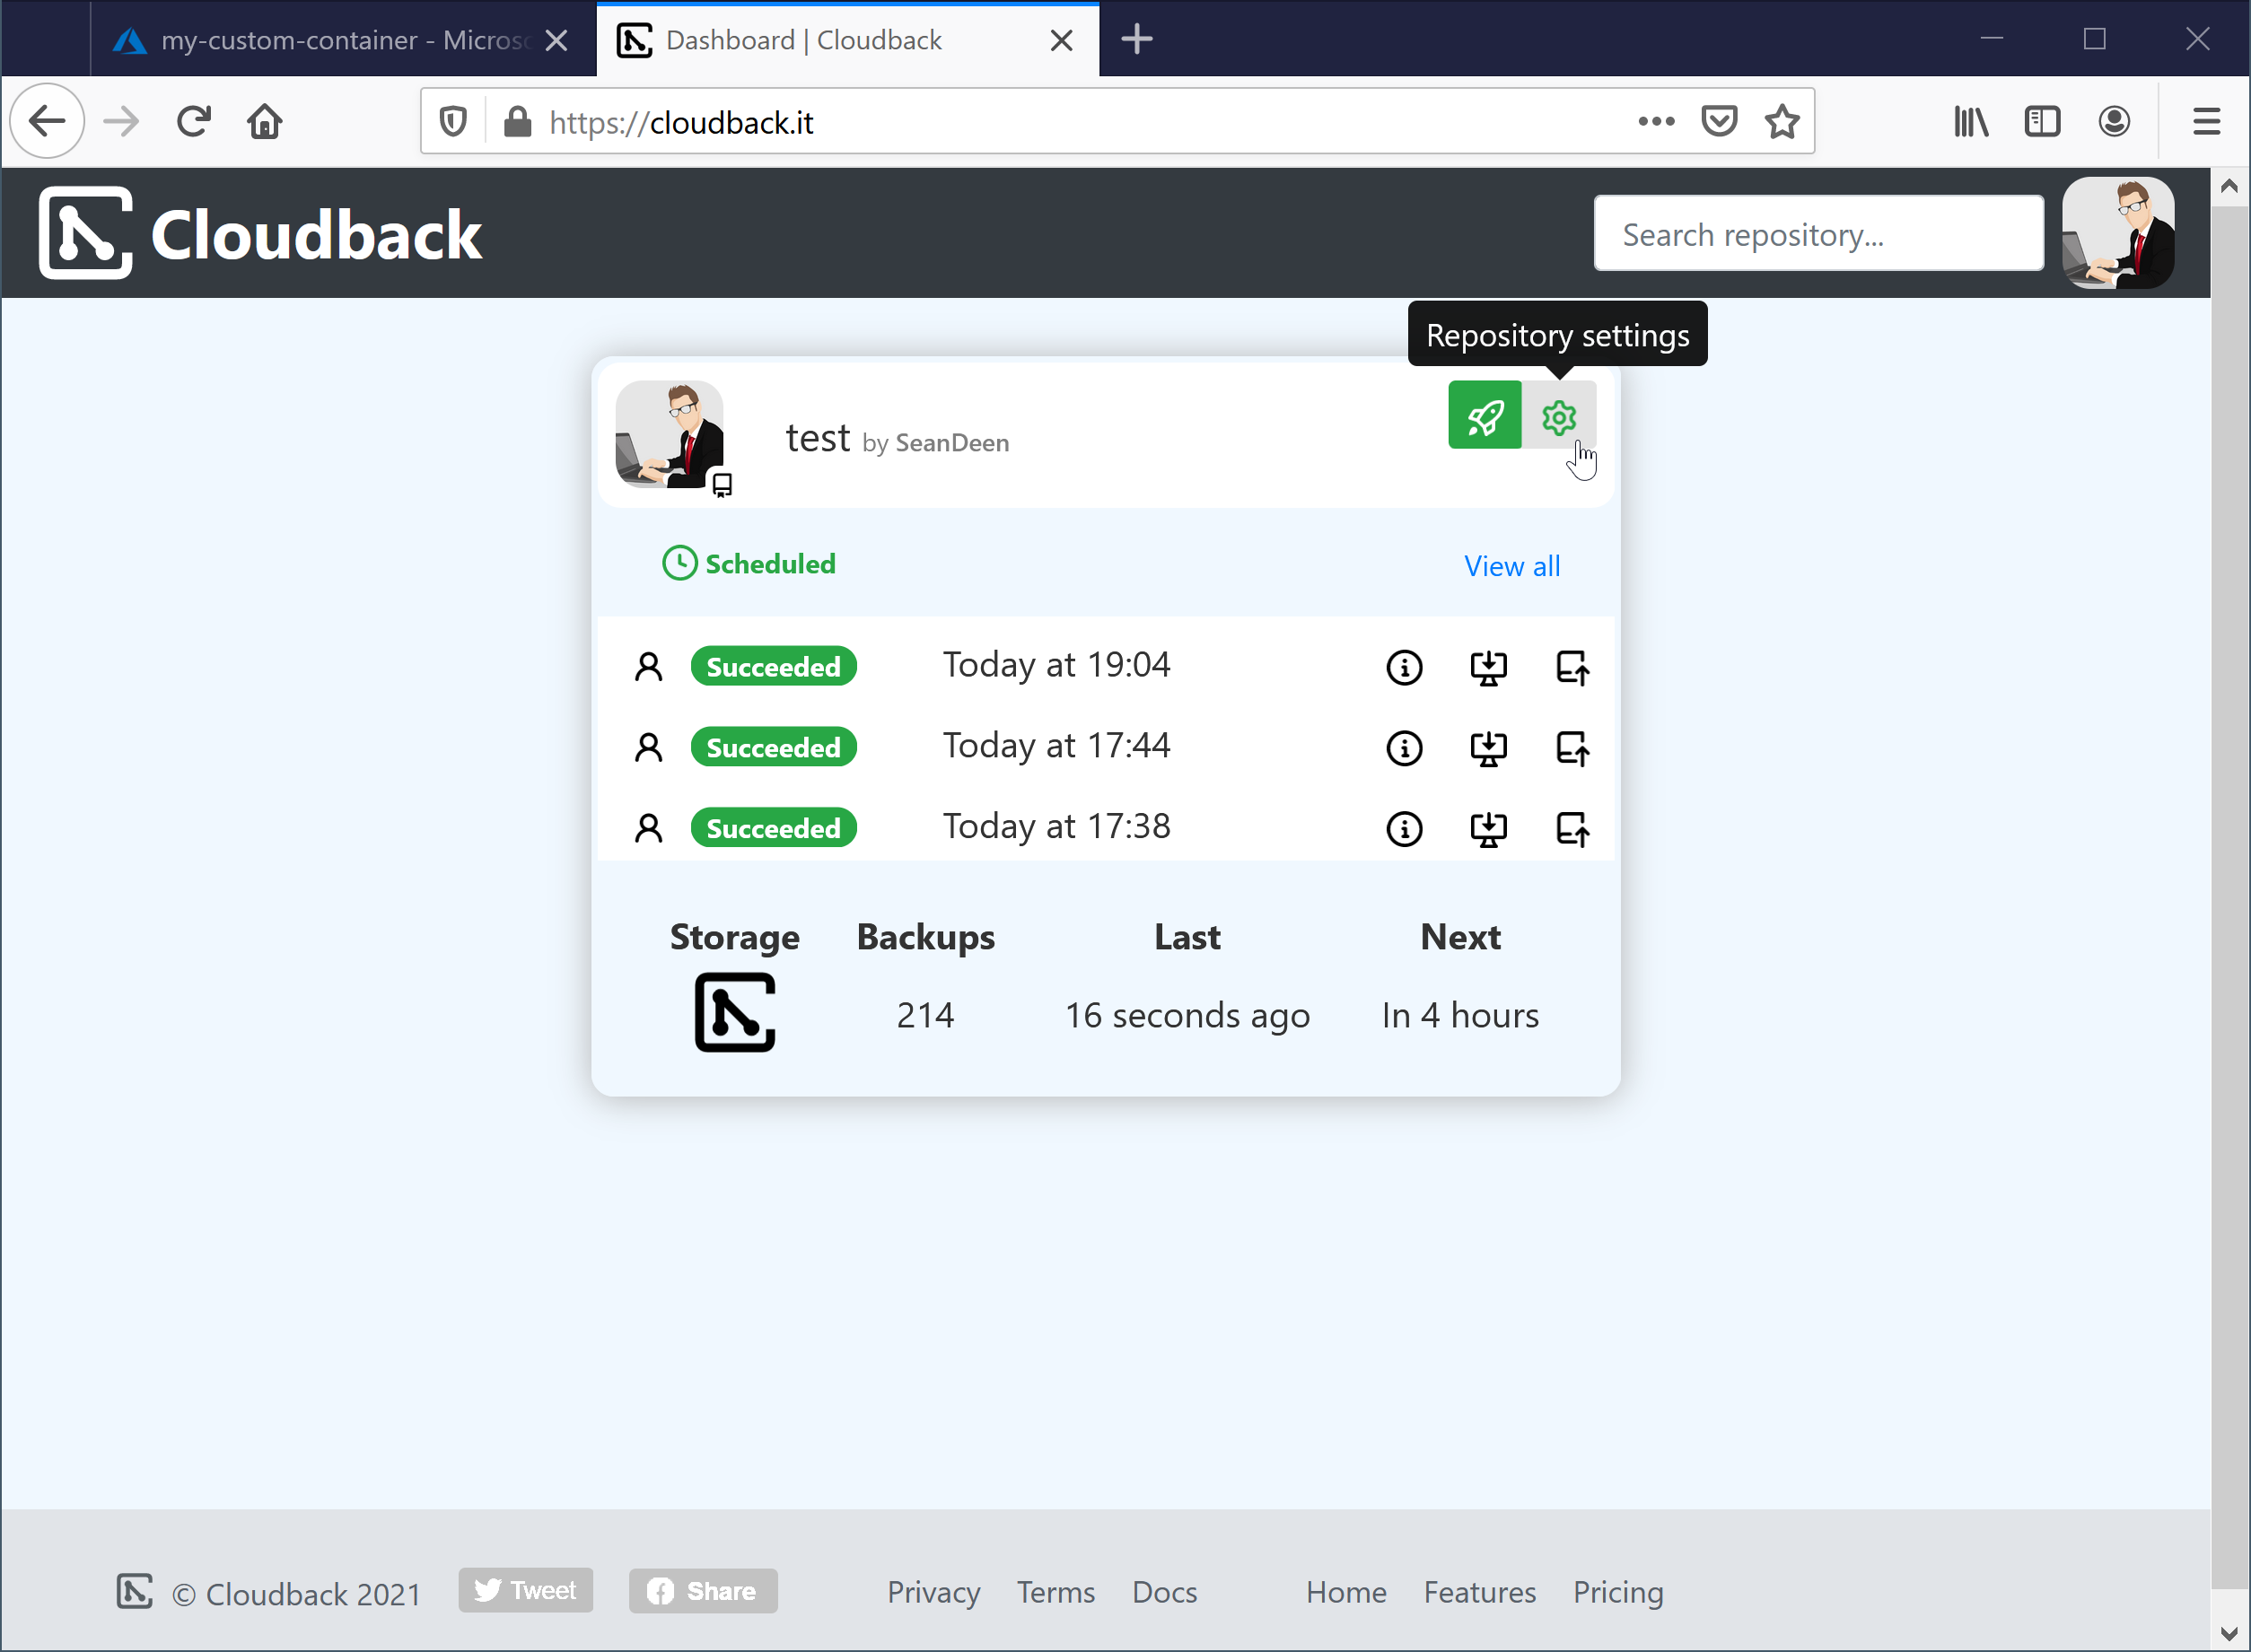 my-custom-container - Micros
Dashboard | Cloudback
https://cloudback.it
Cloudback
Search repository...
Repository settings
test by SeanDeen
Scheduled
View all
Succeeded Today at 19:04
Succeeded Today at 17:44
Succeeded Today at 17:38
Storage Backups Last Next
214 16 seconds ago In 4 hours
© Cloudback 2021 Tweet Share Privacy Terms Docs Home Features Pricing